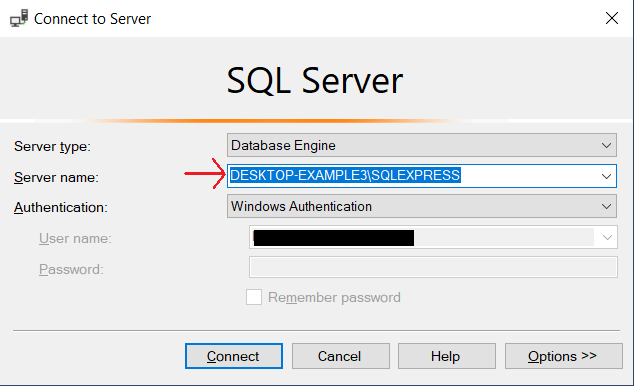 Connect to Server
SQL Server
Server type: Database Engine
Server name: DESKTOP-EXAMPLE3\SQLEXPRESS
Authentication: Windows Authentication
User name:
Password:
Remember password
Connect Cancel Help Options >>